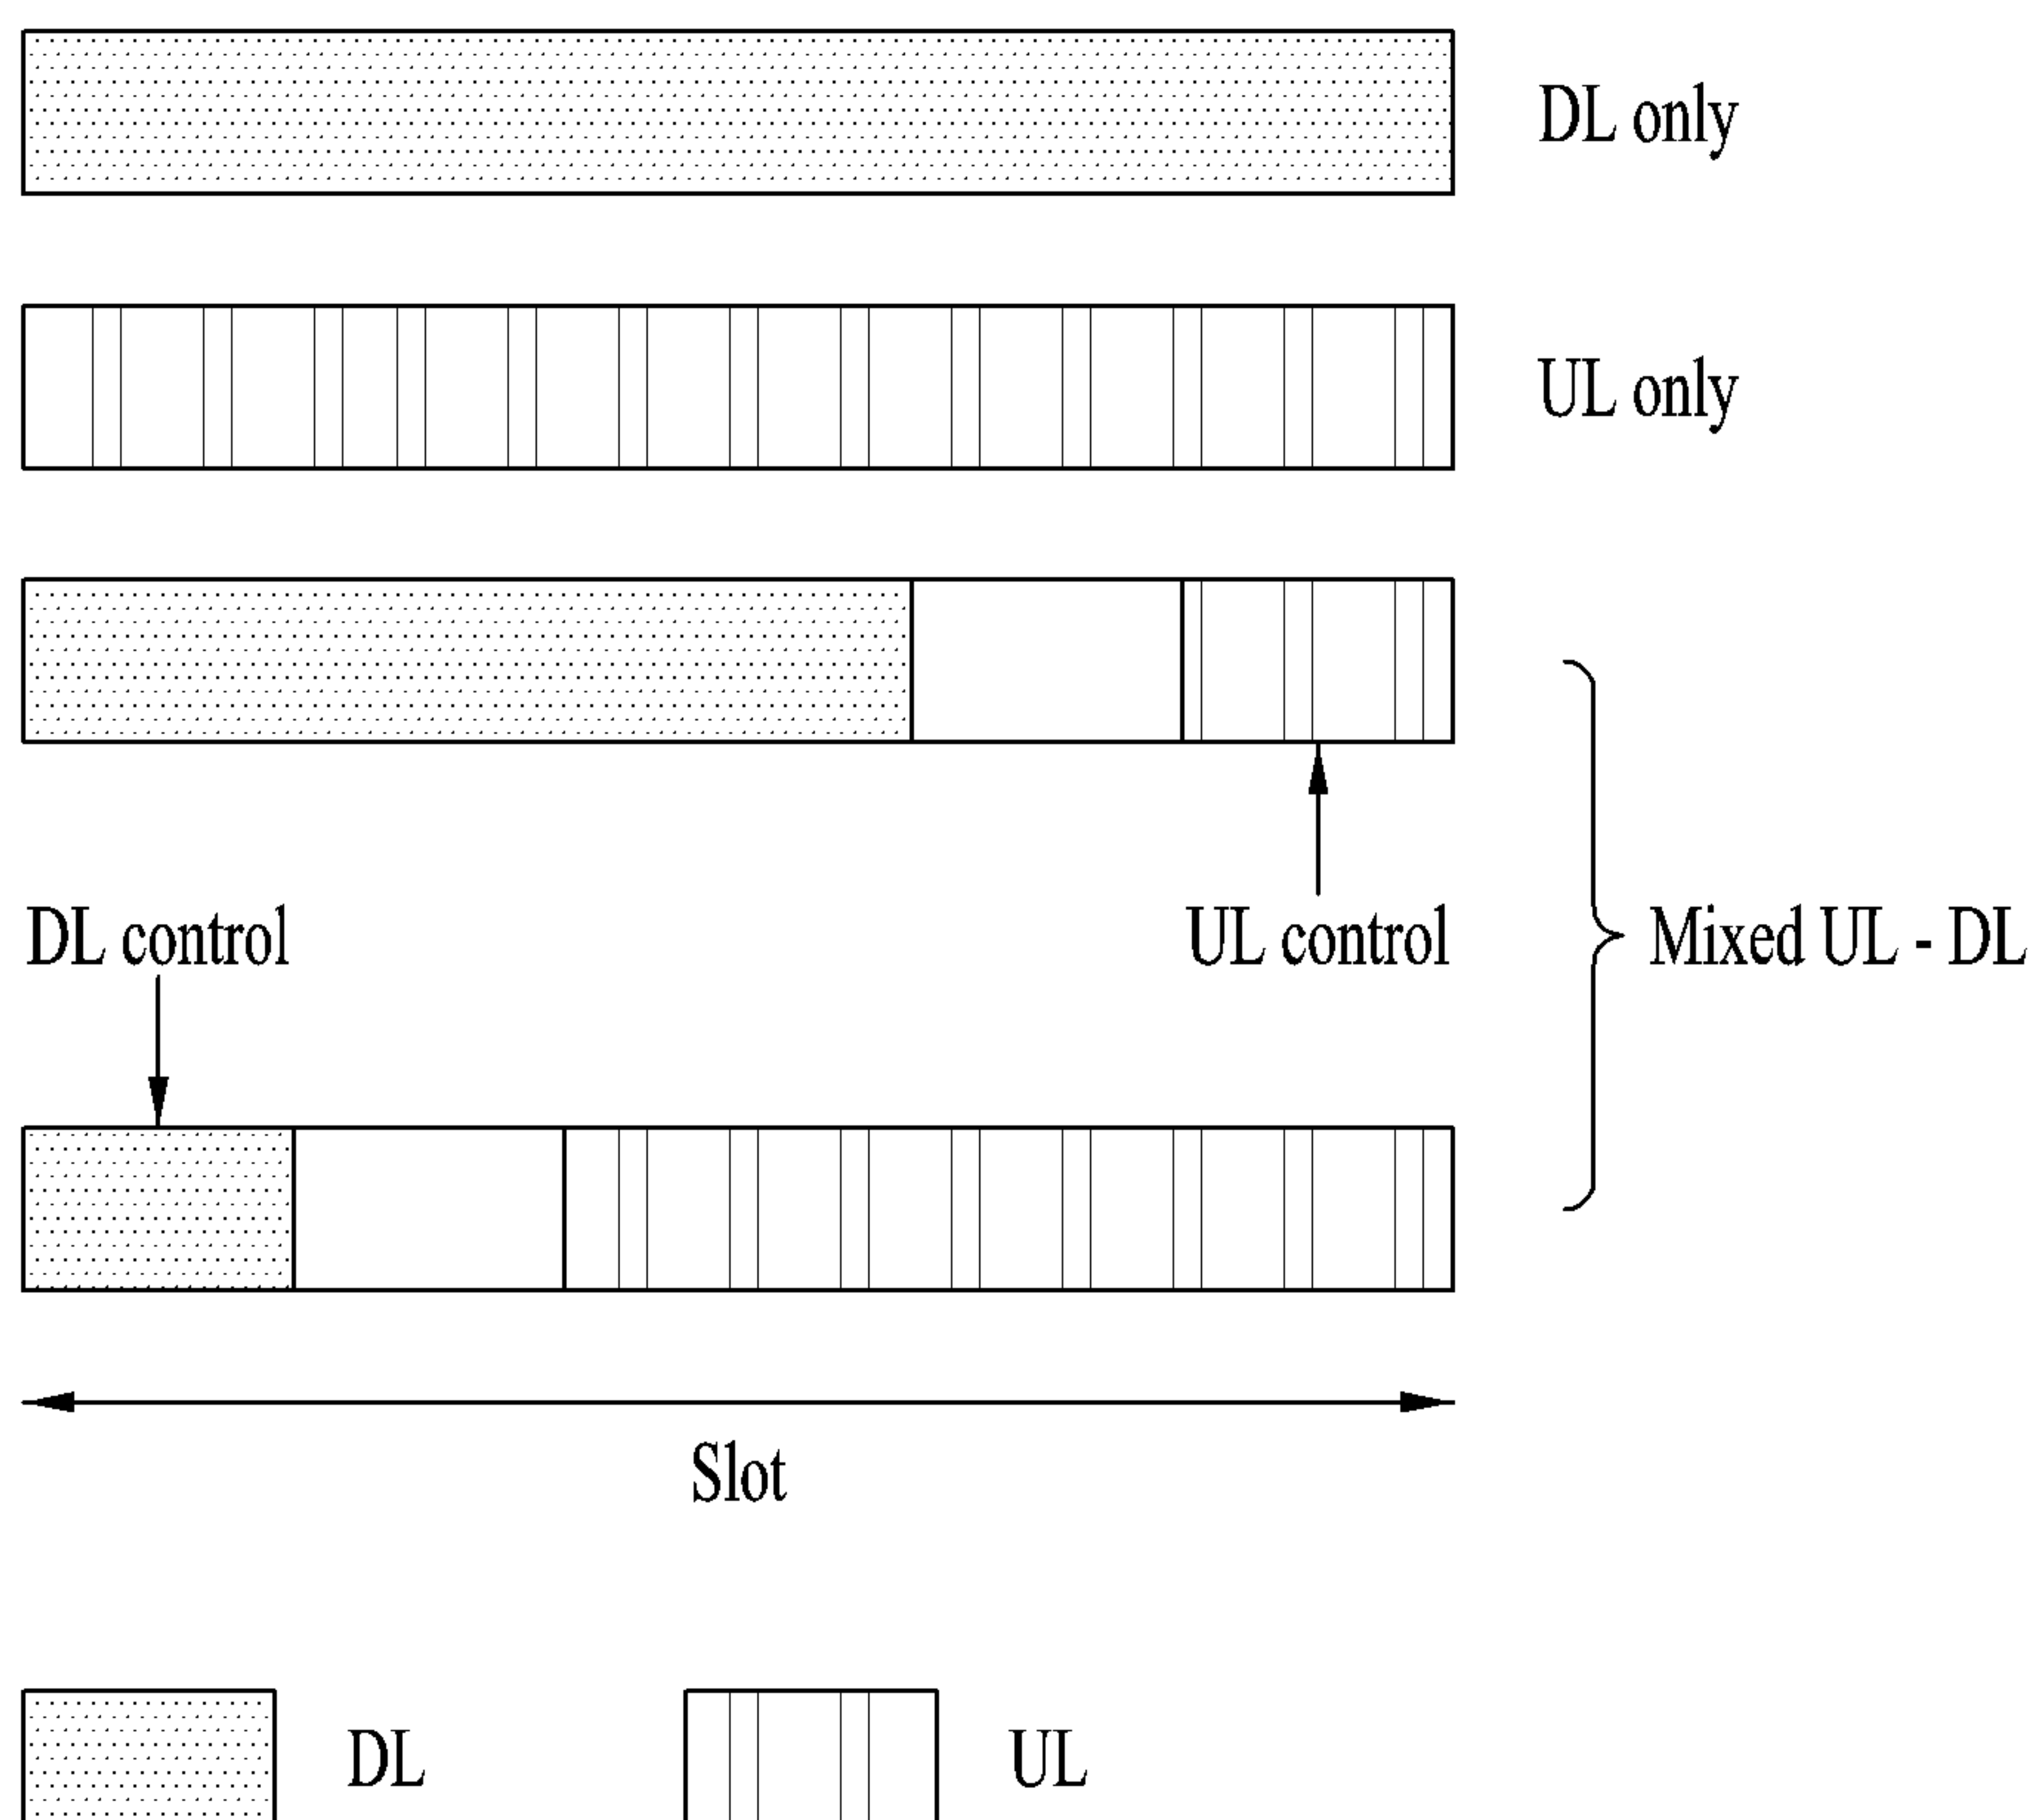 DL only
UL only
DL control
UL control
Mixed UL - DL
Slot
DL
UL